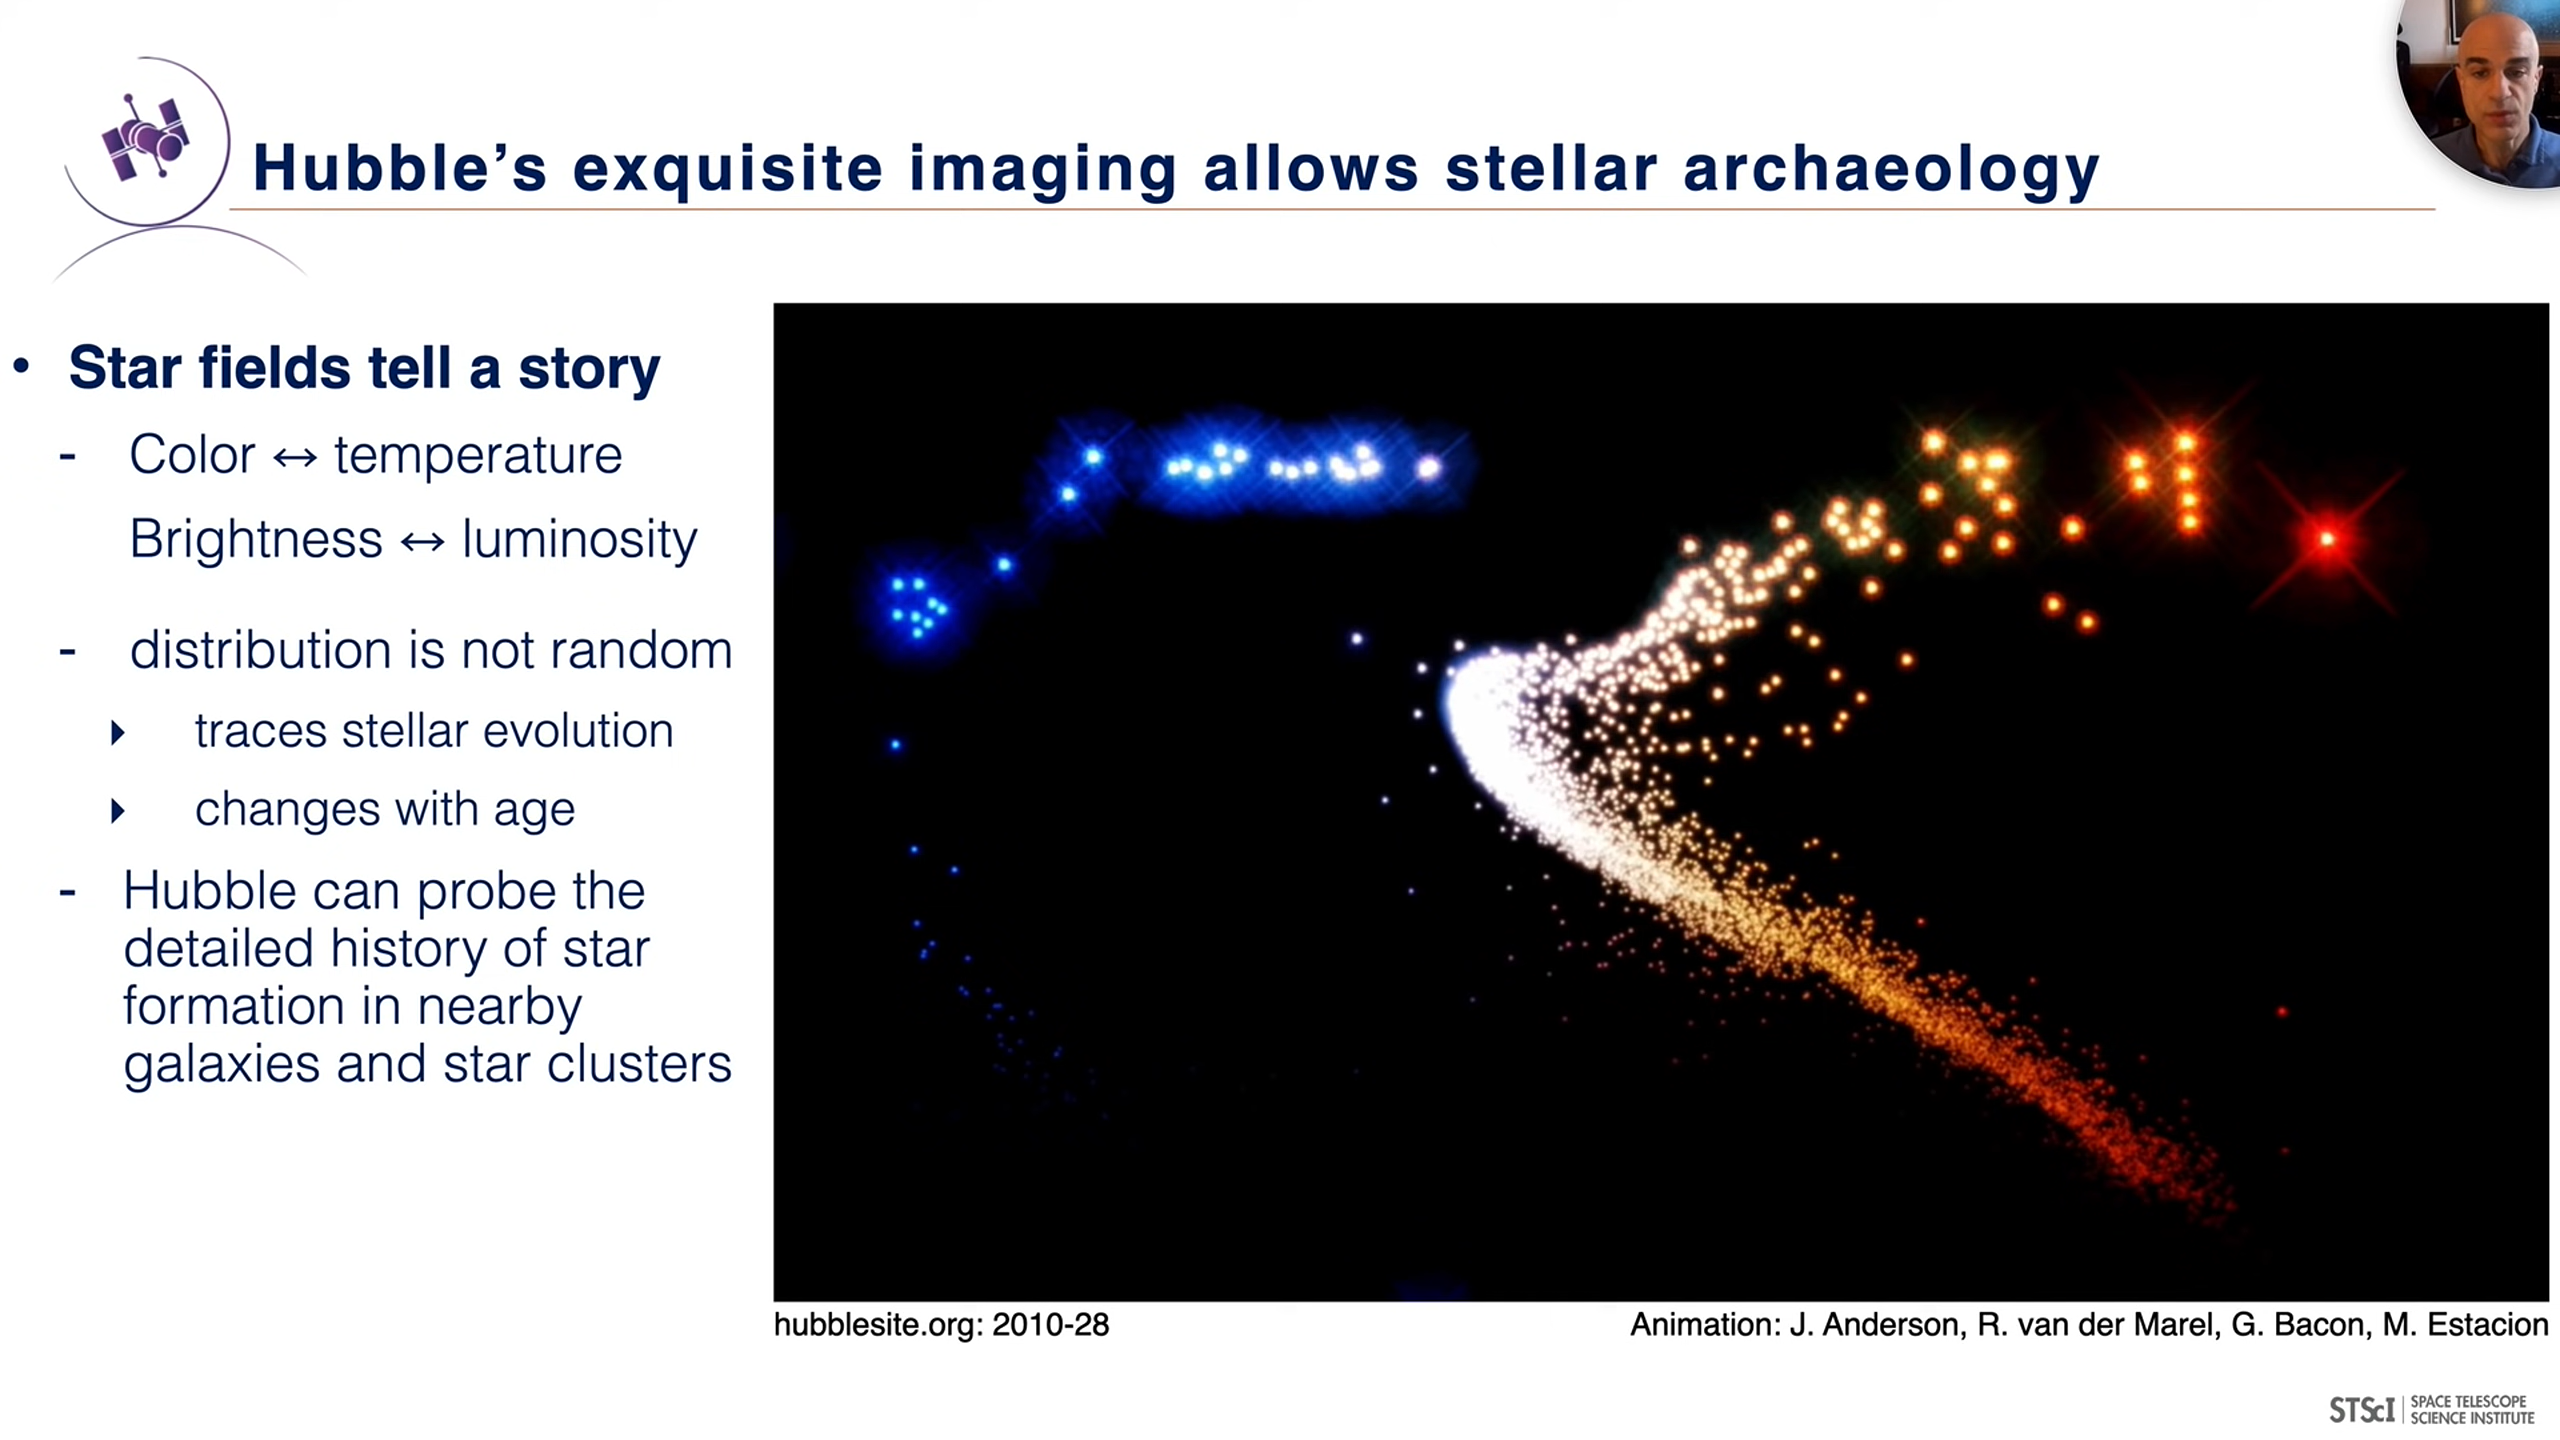 Hubble’s exquisite imaging allows stellar archaeology
• Star fields tell a story
- Color ↔ temperature
Brightness ↔ luminosity
- distribution is not random
‣ traces stellar evolution
‣ changes with age
- Hubble can probe the
detailed history of star
formation in nearby
galaxies and star clusters
hubblesite.org: 2010-28
Animation: J. Anderson, R. van der Marel, G. Bacon, M. Estacion
STScI | SPACE TELESCOPE
SCIENCE INSTITUTE